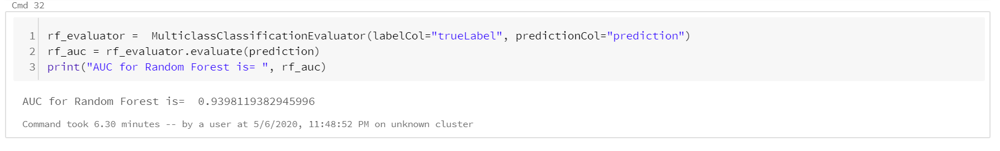 Cmd 32
1 rf_evaluator =  MulticlassClassificationEvaluator(labelCol="trueLabel", predictionCol="prediction")
2 rf_auc = rf_evaluator.evaluate(prediction)
3 print("AUC for Random Forest is= ", rf_auc)
AUC for Random Forest is=  0.9398119382945996
Command took 6.30 minutes -- by a user at 5/6/2020, 11:48:52 PM on unknown cluster